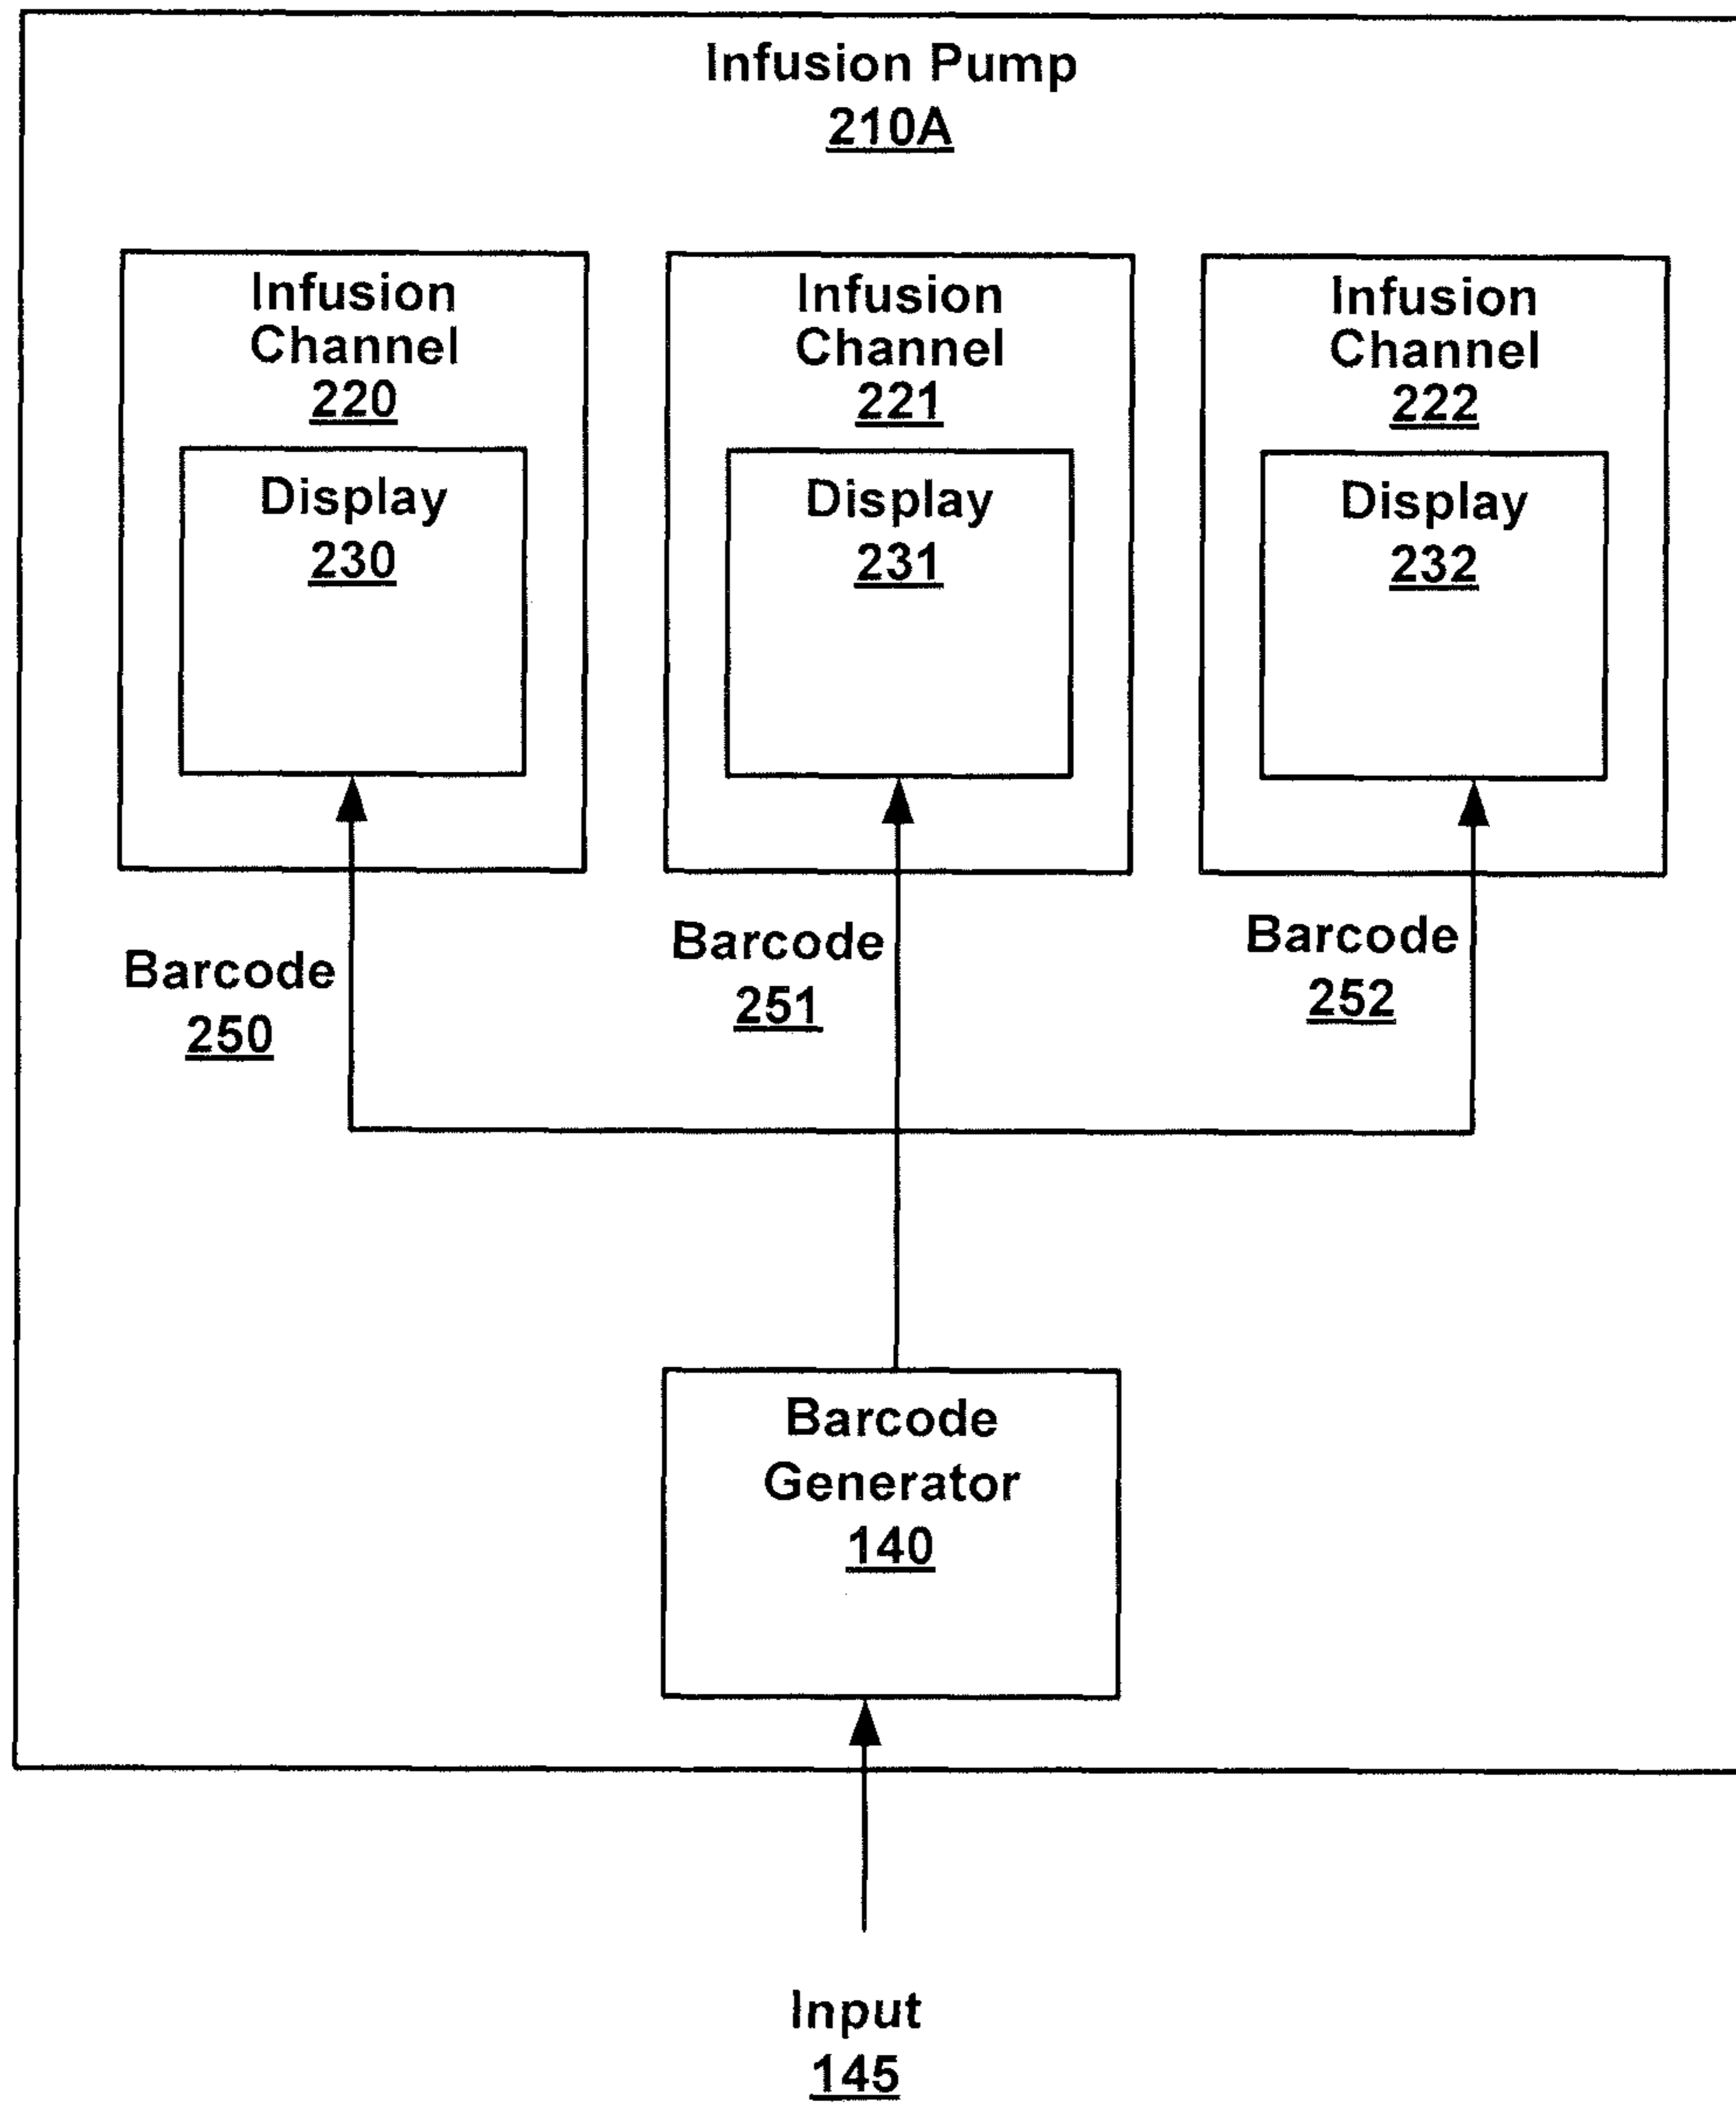 Infusion Pump
210A
Infusion
Channel
220
Display
230
Infusion
Channel
221
Display
231
Infusion
Channel
222
Display
232
Barcode
250
Barcode
251
Barcode
252
Barcode
Generator
140
Input
145